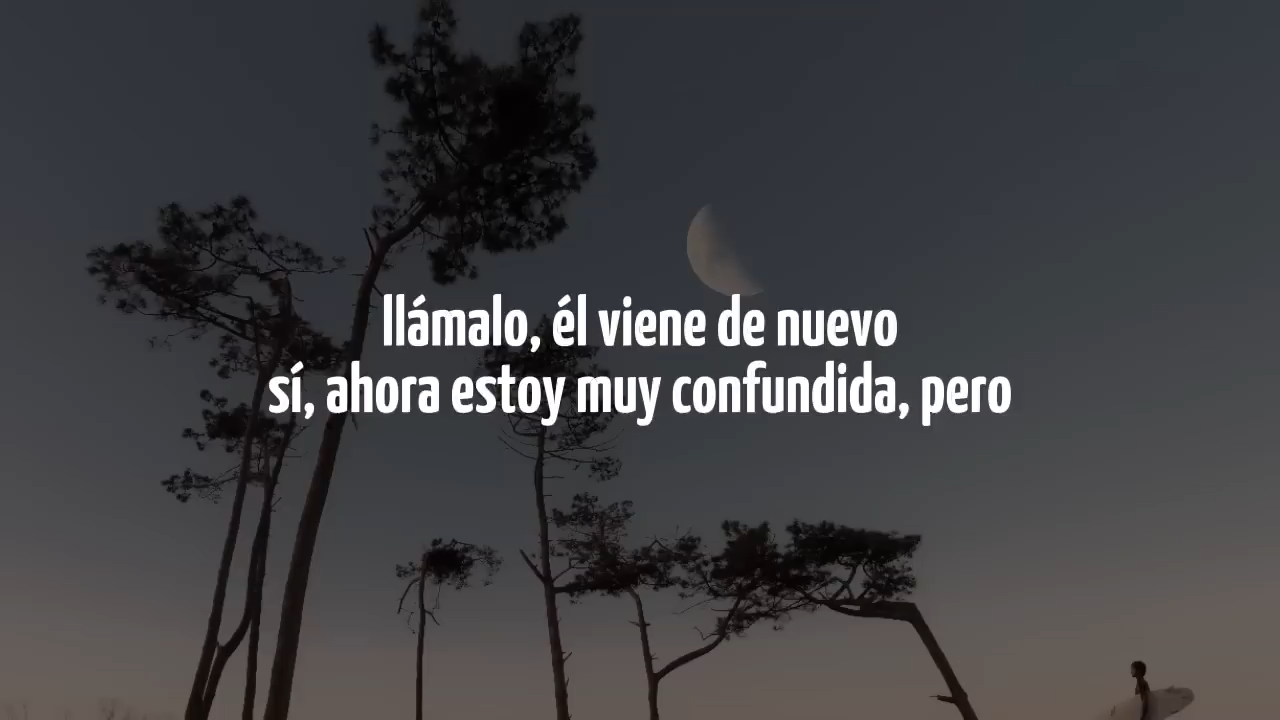 llámalo, él viene de nuevo
sí, ahora estoy muy confundida, pero